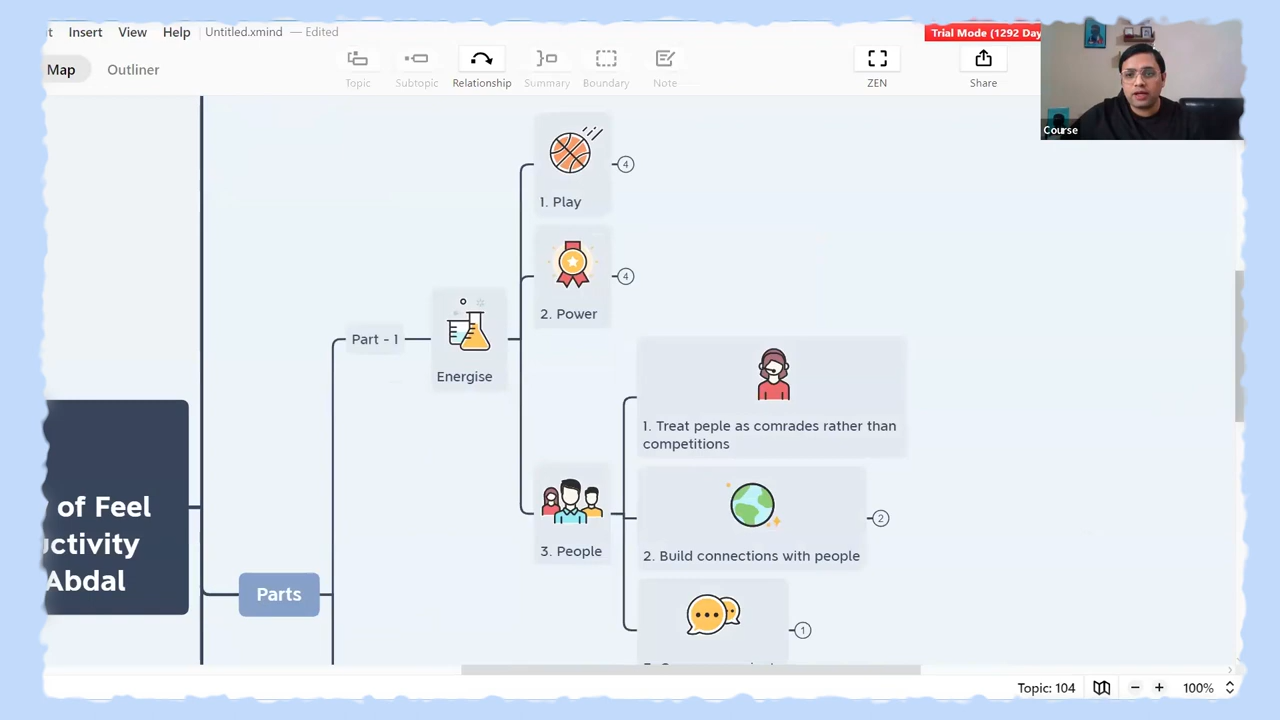 Insert View Help Untitled.xmind — Edited
Trial Mode (1292 Day
Map Outliner
Topic Subtopic Relationship Summary Boundary Note ZEN Share
Course
4
1. Play
4
2. Power
Part - 1
Energise
1. Treat peple as comrades rather than
competitions
of Feel
Abdal
3. People
2
2. Build connections with people
Parts
1
Topic: 104
100%